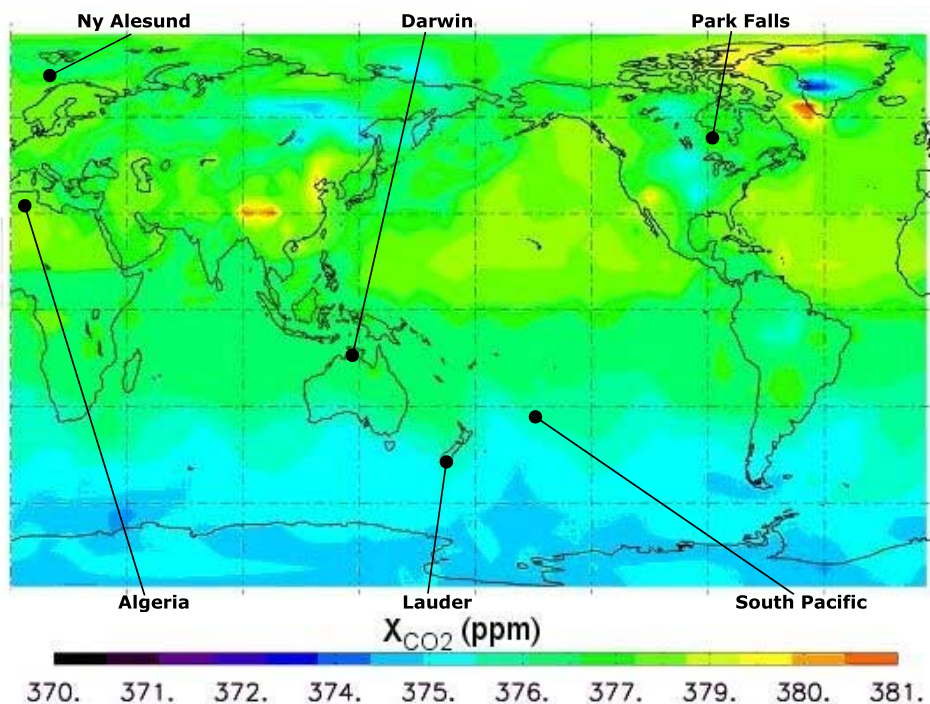 Ny Alesund Darwin Park Falls
Algeria Lauder South Pacific
X_CO2 (ppm)
370. 371. 372. 374. 375. 376. 377. 379. 380. 381.